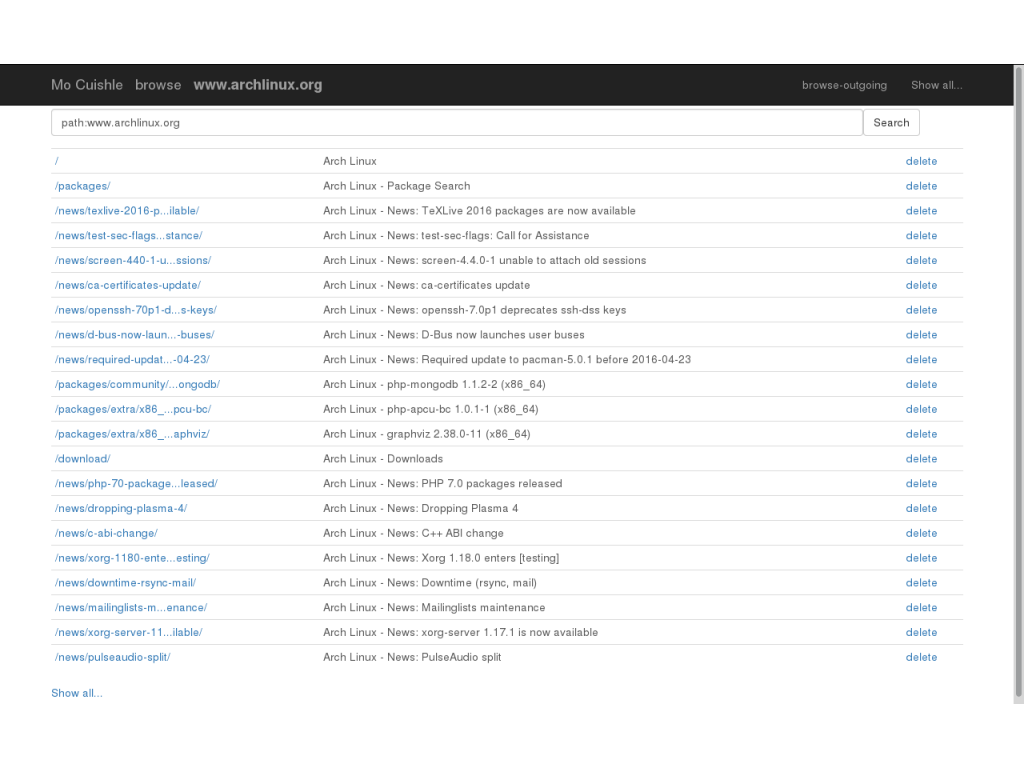 Mo Cuishle browse www.archlinux.org browse-outgoing Show all...
path:www.archlinux.org Search
/ Arch Linux delete
/packages/ Arch Linux - Package Search delete
/news/texlive-2016-p...ilable/ Arch Linux - News: TeXLive 2016 packages are now available delete
/news/test-sec-flags...stance/ Arch Linux - News: test-sec-flags: Call for Assistance delete
/news/screen-440-1-u...ssions/ Arch Linux - News: screen-4.4.0-1 unable to attach old sessions delete
/news/ca-certificates-update/ Arch Linux - News: ca-certificates update delete
/news/openssh-70p1-d...s-keys/ Arch Linux - News: openssh-7.0p1 deprecates ssh-dss keys delete
/news/d-bus-now-laun...-buses/ Arch Linux - News: D-Bus now launches user buses delete
/news/required-updat...-04-23/ Arch Linux - News: Required update to pacman-5.0.1 before 2016-04-23 delete
/packages/community/...ongodb/ Arch Linux - php-mongodb 1.1.2-2 (x86_64) delete
/packages/extra/x86_...pcu-bc/ Arch Linux - php-apcu-bc 1.0.1-1 (x86_64) delete
/packages/extra/x86_...aphviz/ Arch Linux - graphviz 2.38.0-11 (x86_64) delete
/download/ Arch Linux - Downloads delete
/news/php-70-package...leased/ Arch Linux - News: PHP 7.0 packages released delete
/news/dropping-plasma-4/ Arch Linux - News: Dropping Plasma 4 delete
/news/c-abi-change/ Arch Linux - News: C++ ABI change delete
/news/xorg-1180-ente...esting/ Arch Linux - News: Xorg 1.18.0 enters [testing] delete
/news/downtime-rsync-mail/ Arch Linux - News: Downtime (rsync, mail) delete
/news/mailinglists-m...enance/ Arch Linux - News: Mailinglists maintenance delete
/news/xorg-server-11...ilable/ Arch Linux - News: xorg-server 1.17.1 is now available delete
/news/pulseaudio-split/ Arch Linux - News: PulseAudio split delete
Show all...